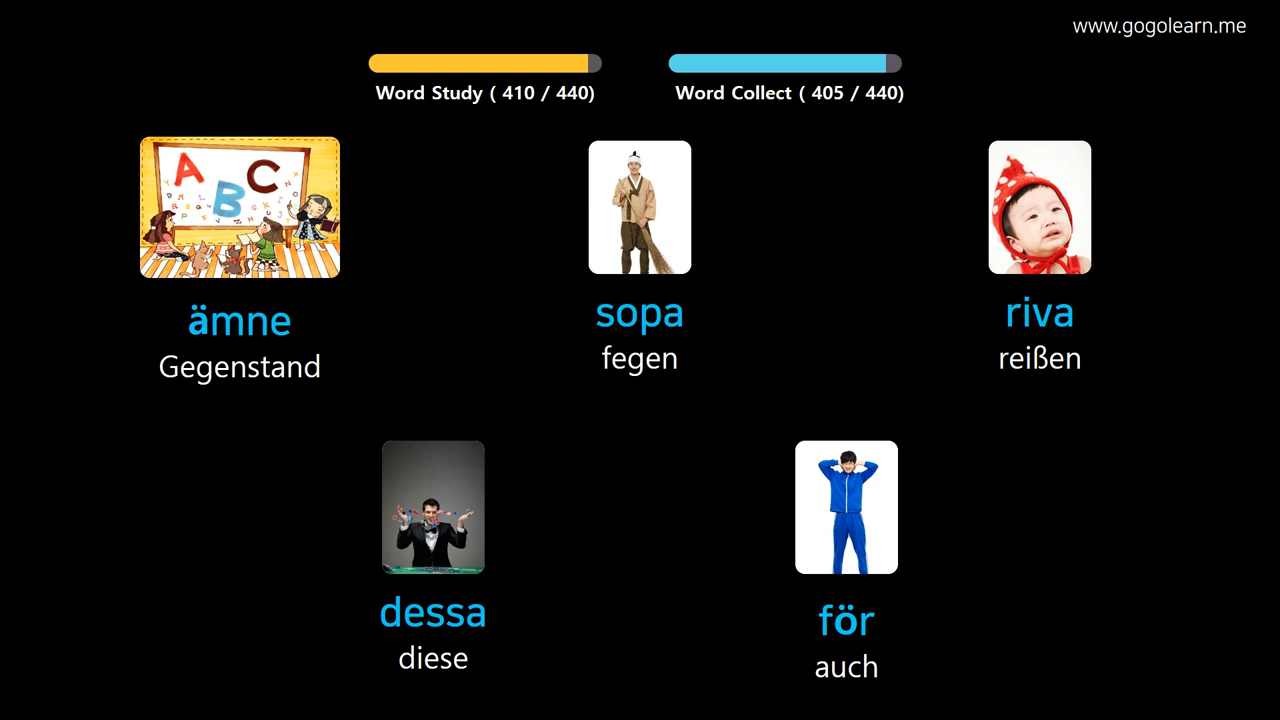 www.gogolearn.me
Word Study ( 410 / 440)
Word Collect ( 405 / 440)
A B C
ämne
Gegenstand
sopa
fegen
riva
reißen
dessa
diese
för
auch